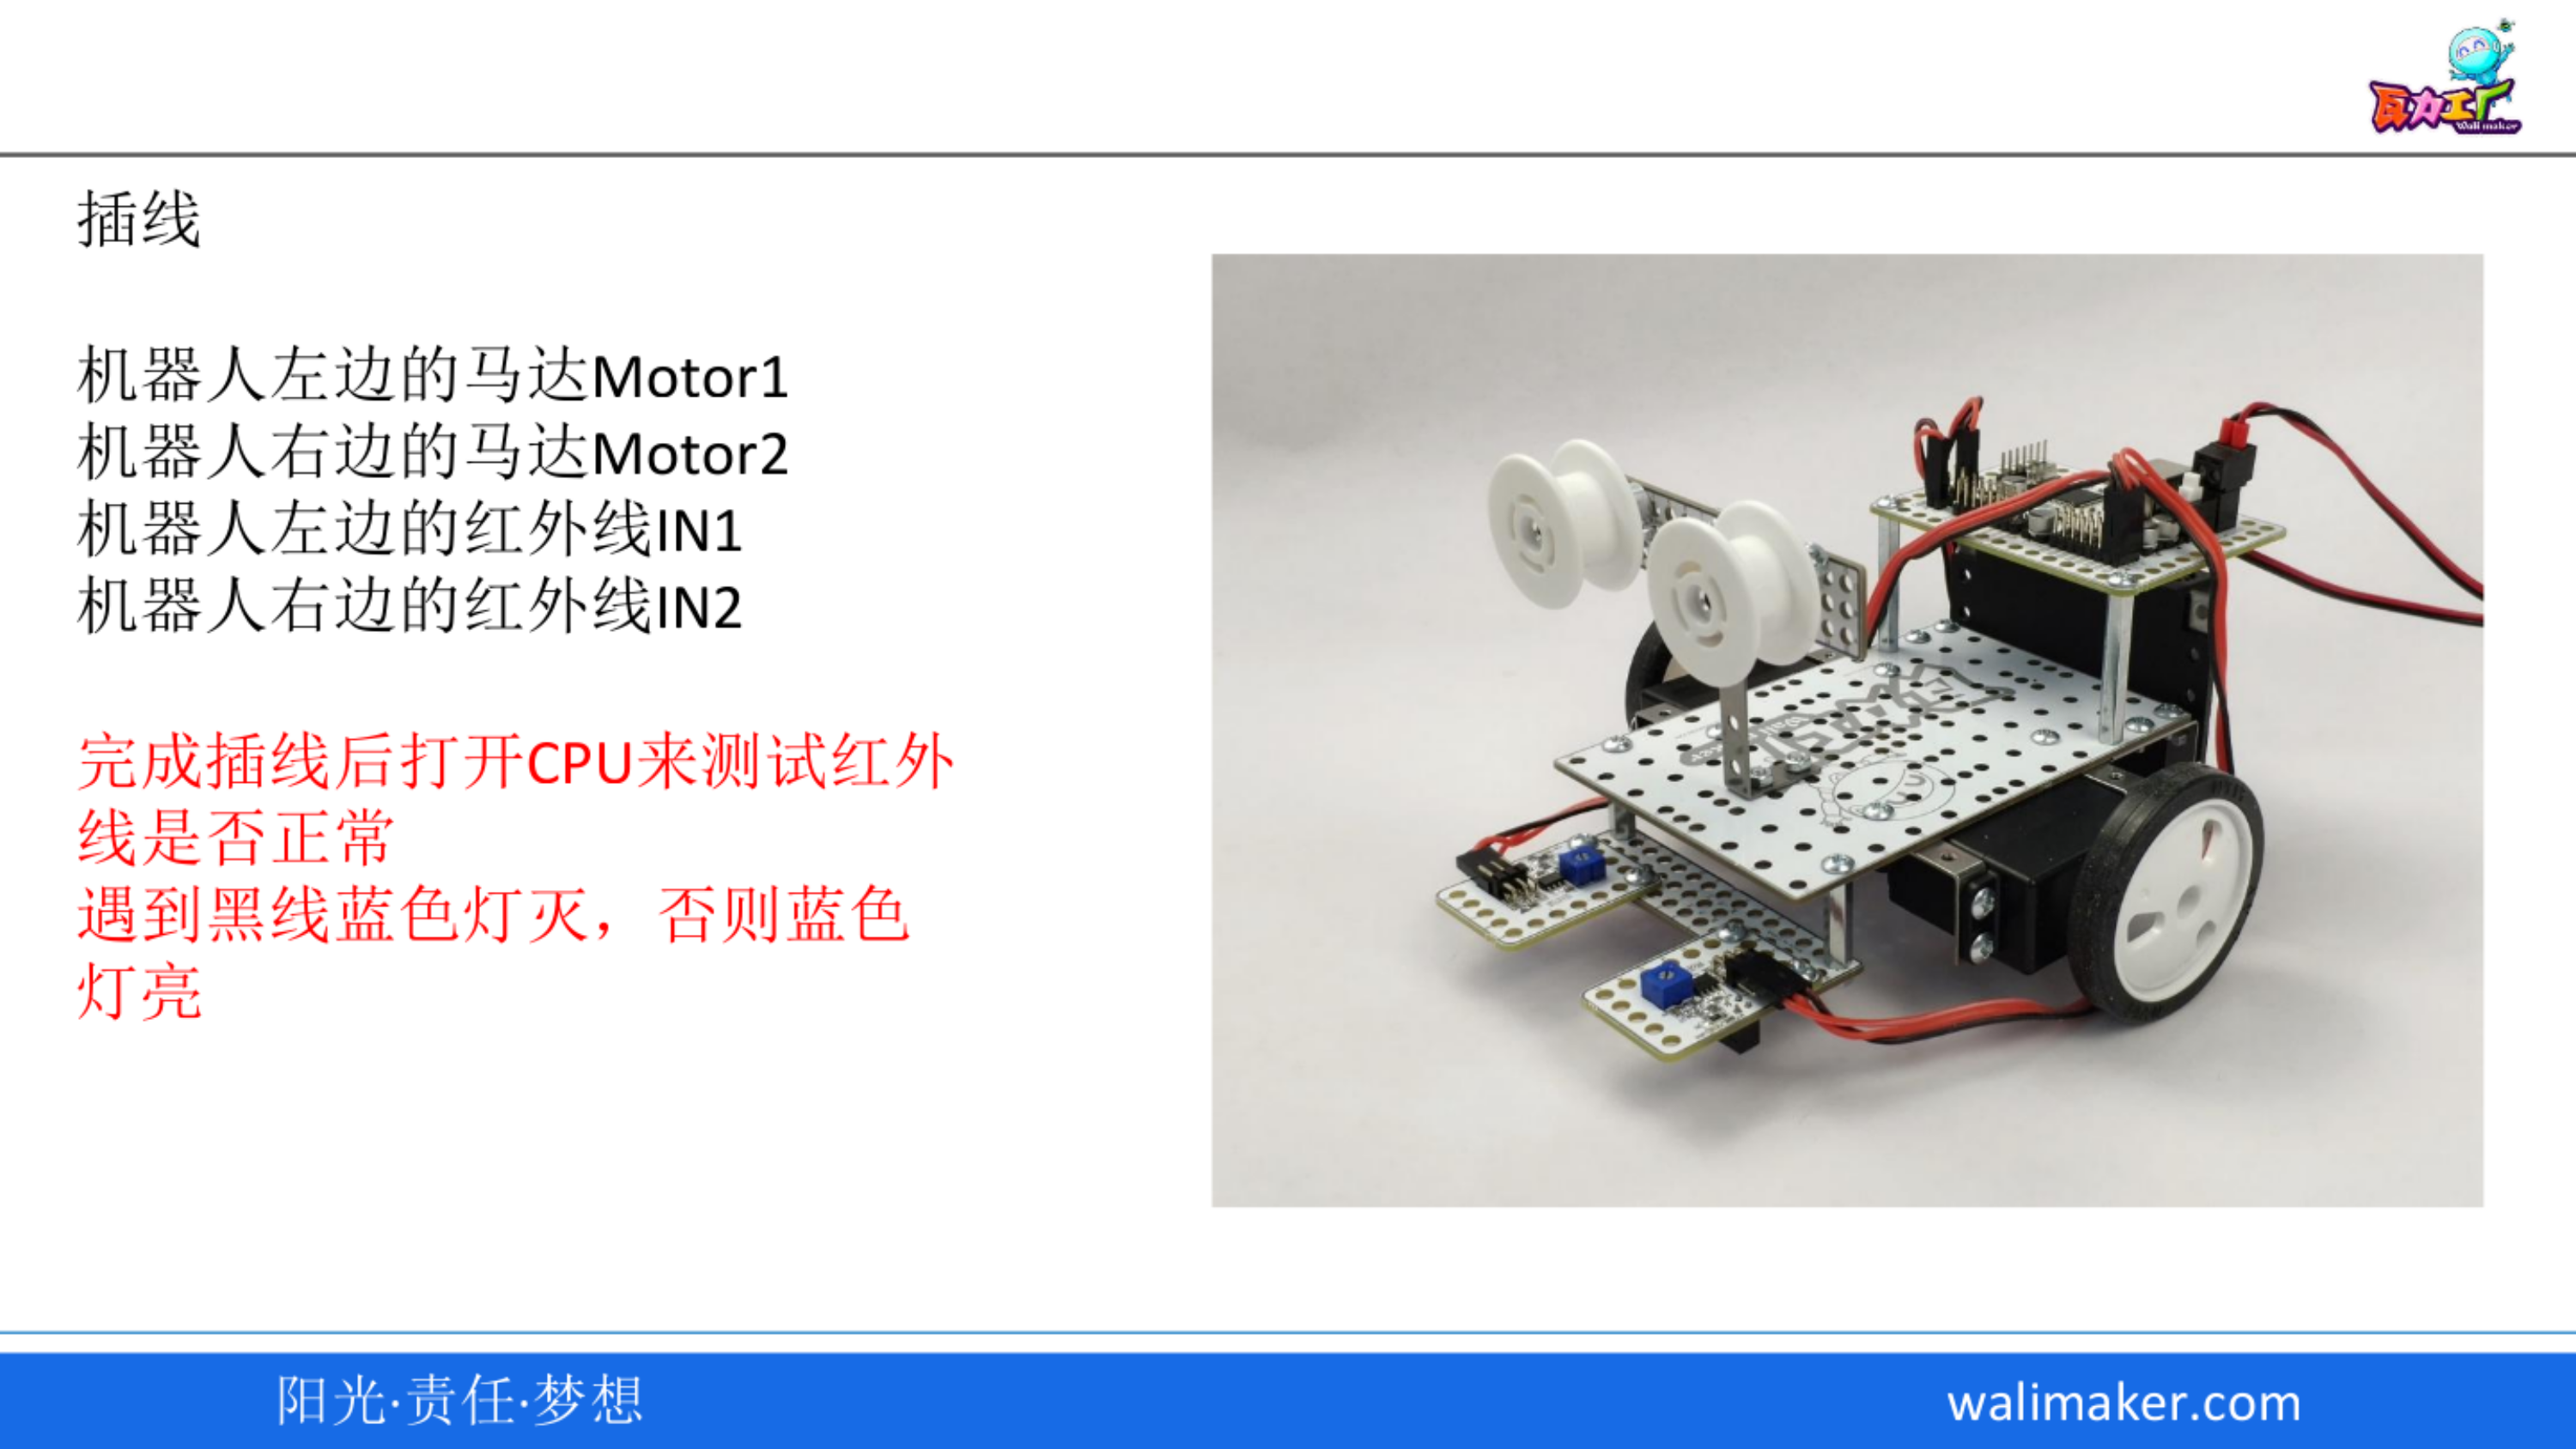 瓦力工厂
Wali maker
插线
机器人左边的马达Motor1
机器人右边的马达Motor2
机器人左边的红外线IN1
机器人右边的红外线IN2
完成插线后打开CPU来测试红外
线是否正常
遇到黑线蓝色灯灭，否则蓝色
灯亮
阳光·责任·梦想
walimaker.com